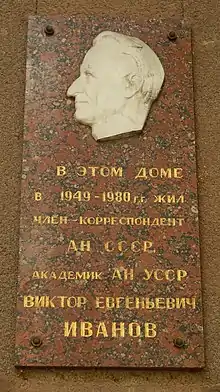 В ЭТОМ ДОМЕ
В 1949-1980 г.г. ЖИЛ
ЧЛЕН-КОРРЕСПОНДЕНТ
АН СССР,
АКАДЕМИК АН УССР
ВИКТОР ЕВГЕНЬЕВИЧ
ИВАНОВ